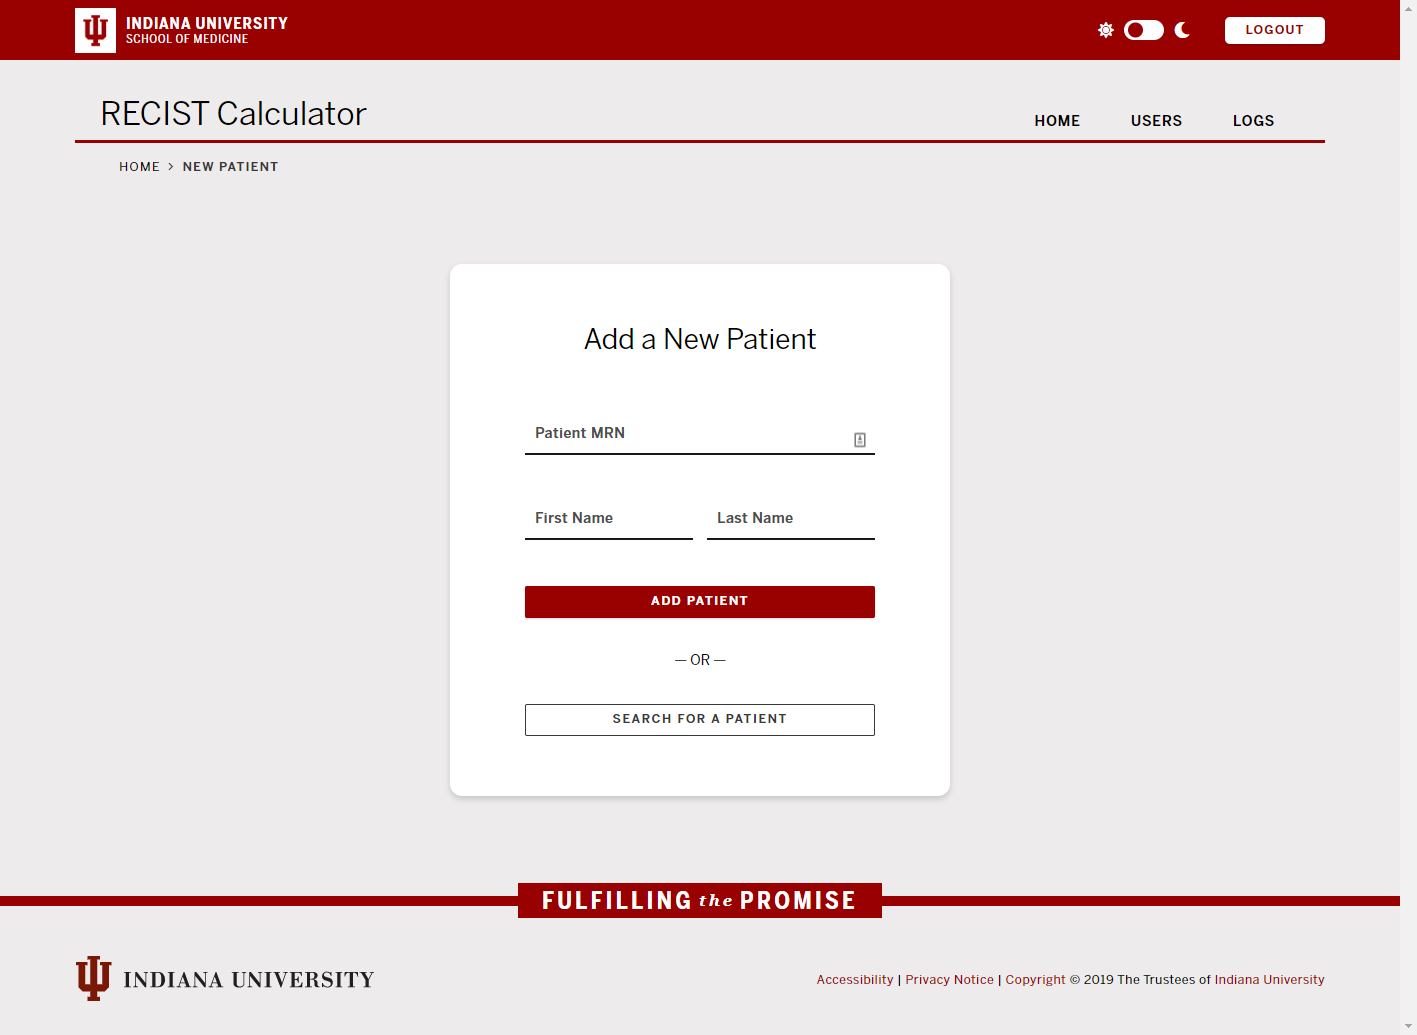 INDIANA UNIVERSITY
SCHOOL OF MEDICINE
LOGOUT
RECIST Calculator
HOME USERS LOGS
HOME > NEW PATIENT
Add a New Patient
Patient MRN
First Name Last Name
ADD PATIENT
— OR —
SEARCH FOR A PATIENT
FULFILLING the PROMISE
INDIANA UNIVERSITY
Accessibility | Privacy Notice | Copyright © 2019 The Trustees of Indiana University